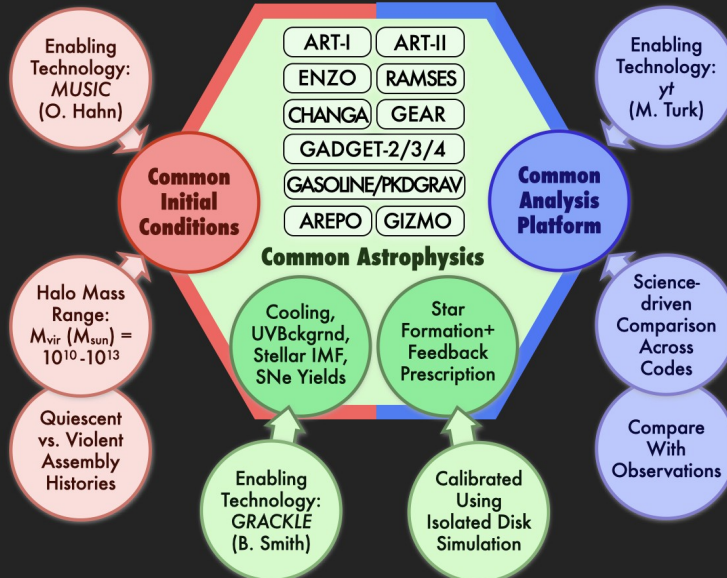 Enabling
Technology:
MUSIC
(O. Hahn)
Common
Initial
Conditions
Halo Mass
Range:
Mvir (Msun) =
10¹⁰-10¹³
Quiescent
vs. Violent
Assembly
Histories
ART-I
ART-II
ENZO
RAMSES
CHANGA
GEAR
GADGET-2/3/4
GASOLINE/PKDGRAV
AREPO
GIZMO
Common Astrophysics
Cooling,
UVBckgrnd,
Stellar IMF,
SNe Yields
Star
Formation+
Feedback
Prescription
Enabling
Technology:
GRACKLE
(B. Smith)
Calibrated
Using
Isolated Disk
Simulation
Enabling
Technology:
yt
(M. Turk)
Common
Analysis
Platform
Science-
driven
Comparison
Across
Codes
Compare
With
Observations